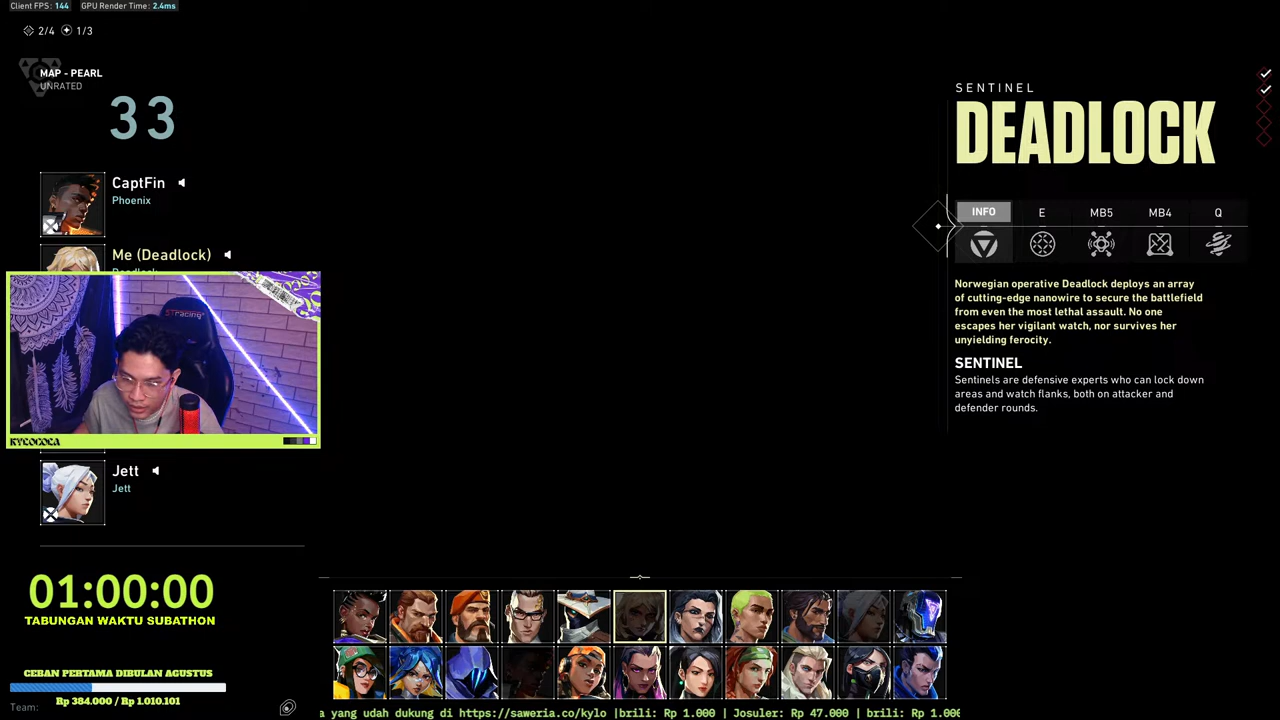 Client FPS: 144 GPU Render Time: 2.4ms
2/4 1/3
MAP - PEARL
UNRATED
33
CaptFin
Phoenix
Me (Deadlock)
Deadlock
STracing
KYLOCOCA
Jett
Jett
01:00:00
TABUNGAN WAKTU SUBATHON
CEBAN PERTAMA DIBULAN AGUSTUS
Rp 384.000 / Rp 1.010.101
Team:
SENTINEL
DEADLOCK
INFO E MB5 MB4 Q
Norwegian operative Deadlock deploys an array
of cutting-edge nanowire to secure the battlefield
from even the most lethal assault. No one
escapes her vigilant watch, nor survives her
unyielding ferocity.
SENTINEL
Sentinels are defensive experts who can lock down
areas and watch flanks, both on attacker and
defender rounds.
a yang udah dukung di https://saweria.co/kylo |brili: Rp 1.000 | Josuler: Rp 47.000 | brili: Rp 1.000